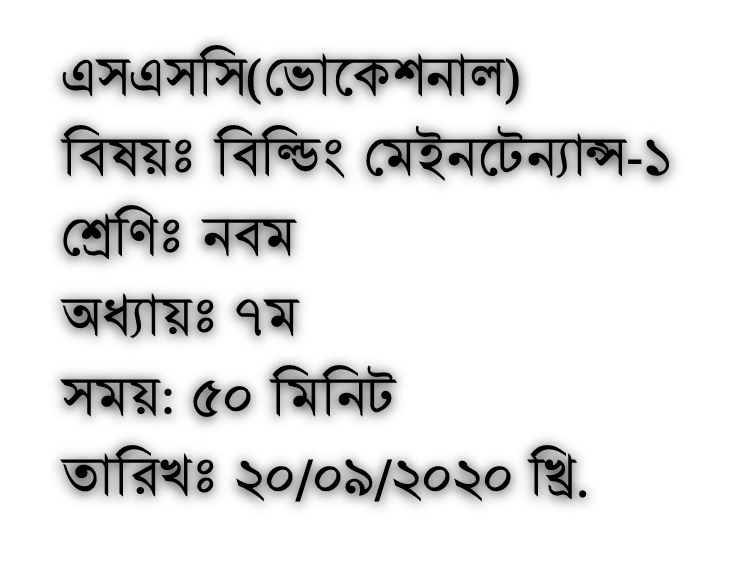 এসএসসি(ভোকেশনাল)
বিষয়ঃ বিল্ডিং মেইনটেন্যান্স-১
শ্রেণিঃ নবম
অধ্যায়ঃ ৭ম
সময়: ৫০ মিনিট
তারিখঃ ২০/০৯/২০২০ খ্রি.